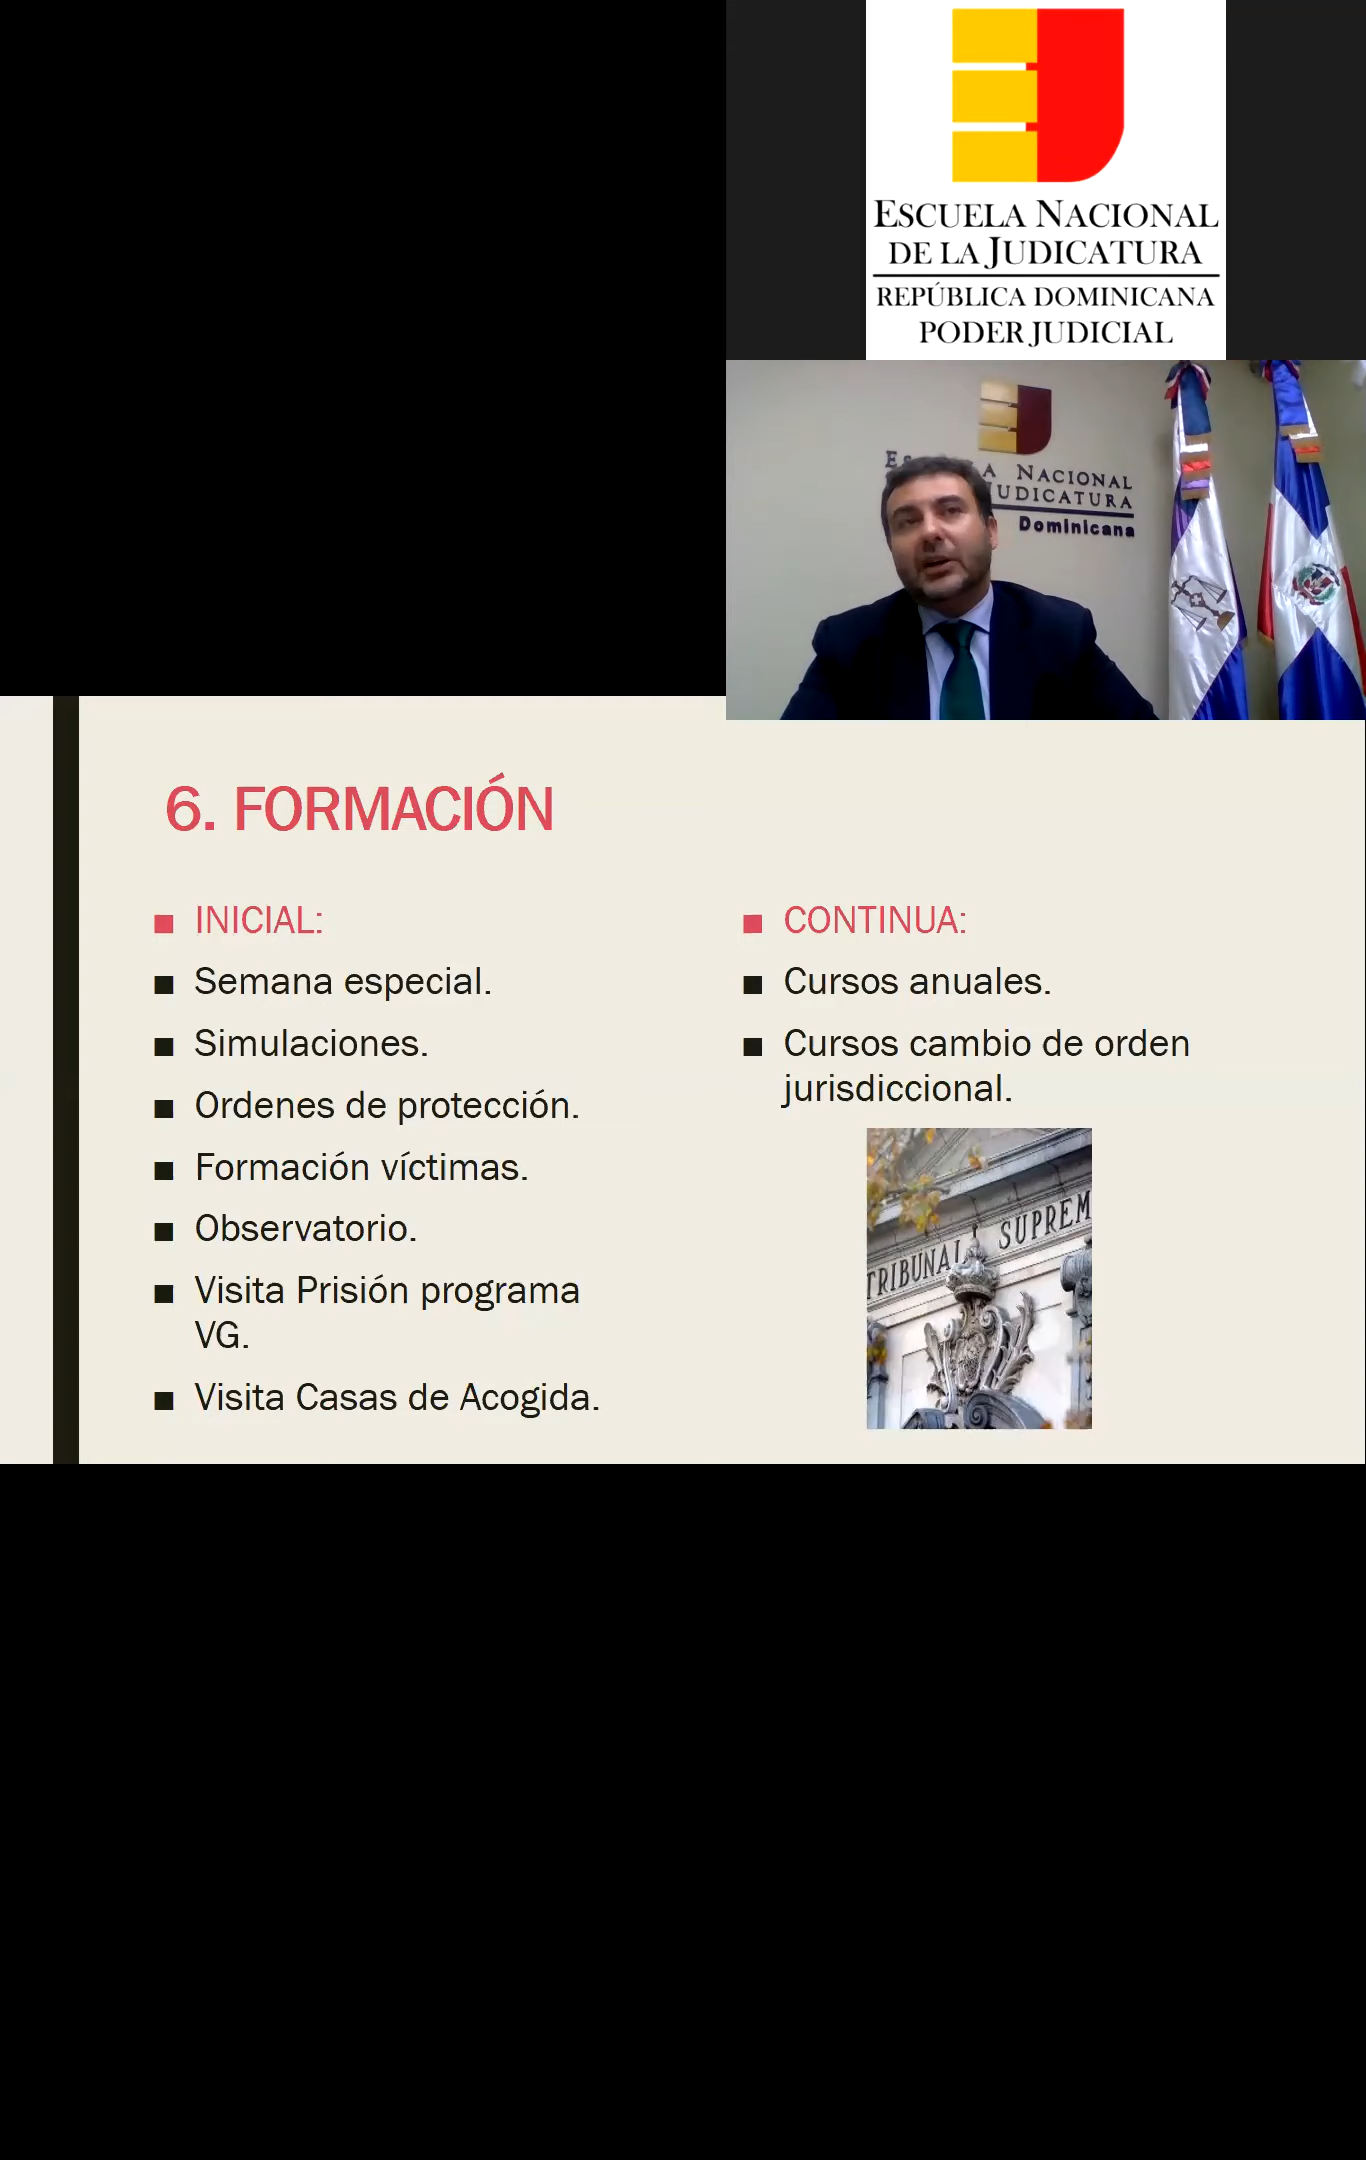 ESCUELA NACIONAL
DE LA JUDICATURA
REPÚBLICA DOMINICANA
PODER JUDICIAL
A NACIONAL
JUDICATURA
Dominicana
6. FORMACIÓN
INICIAL:
Semana especial.
Simulaciones.
Ordenes de protección.
Formación víctimas.
Observatorio.
Visita Prisión programa
VG.
Visita Casas de Acogida.
CONTINUA:
Cursos anuales.
Cursos cambio de orden
jurisdiccional.
TRIBUNAL SUPREM